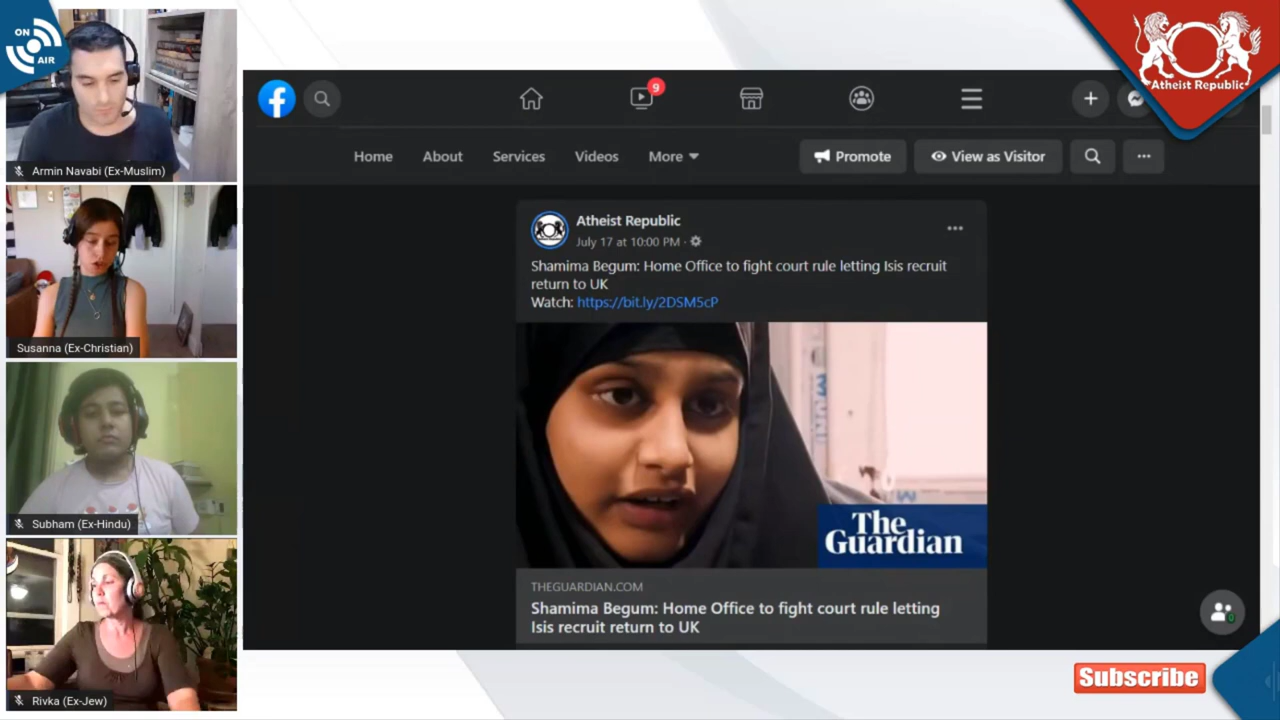 ON
AIR
Armin Navabi (Ex-Muslim)
Susanna (Ex-Christian)
Subham (Ex-Hindu)
Rivka (Ex-Jew)
9
Atheist Republic
Home About Services Videos More Promote View as Visitor
Atheist Republic
July 17 at 10:00 PM
Shamima Begum: Home Office to fight court rule letting Isis recruit
return to UK
Watch: https://bit.ly/2DSM5cP
The
Guardian
THEGUARDIAN.COM
Shamima Begum: Home Office to fight court rule letting
Isis recruit return to UK
0
Subscribe